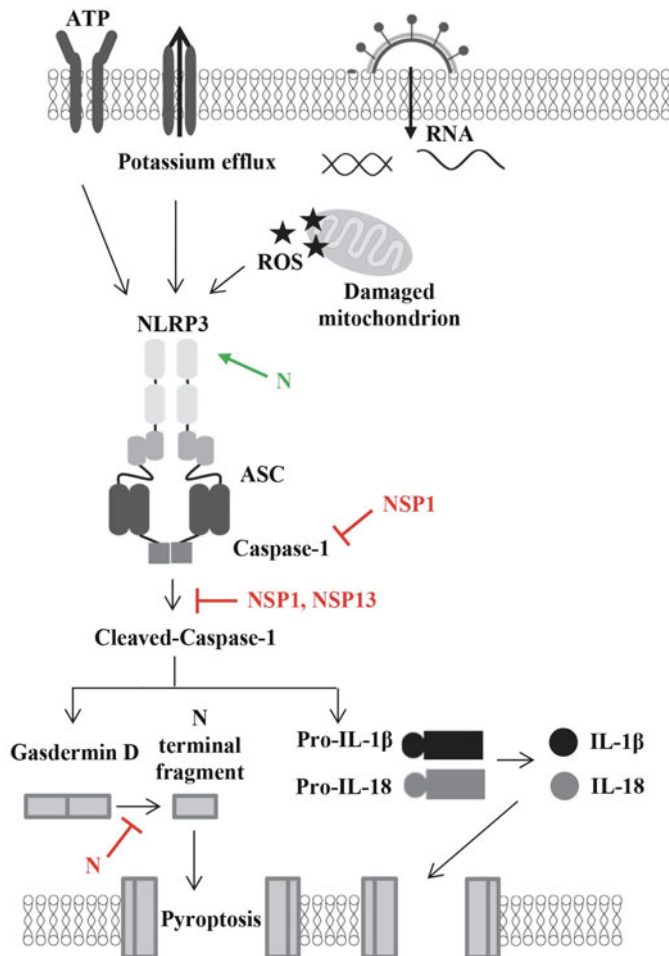 ATP
RNA
Potassium efflux
ROS
Damaged
mitochondrion
NLRP3
N
ASC
NSP1
Caspase-1
NSP1, NSP13
Cleaved-Caspase-1
Gasdermin D
N
terminal
fragment
Pro-IL-1β
IL-1β
Pro-IL-18
IL-18
N
Pyroptosis